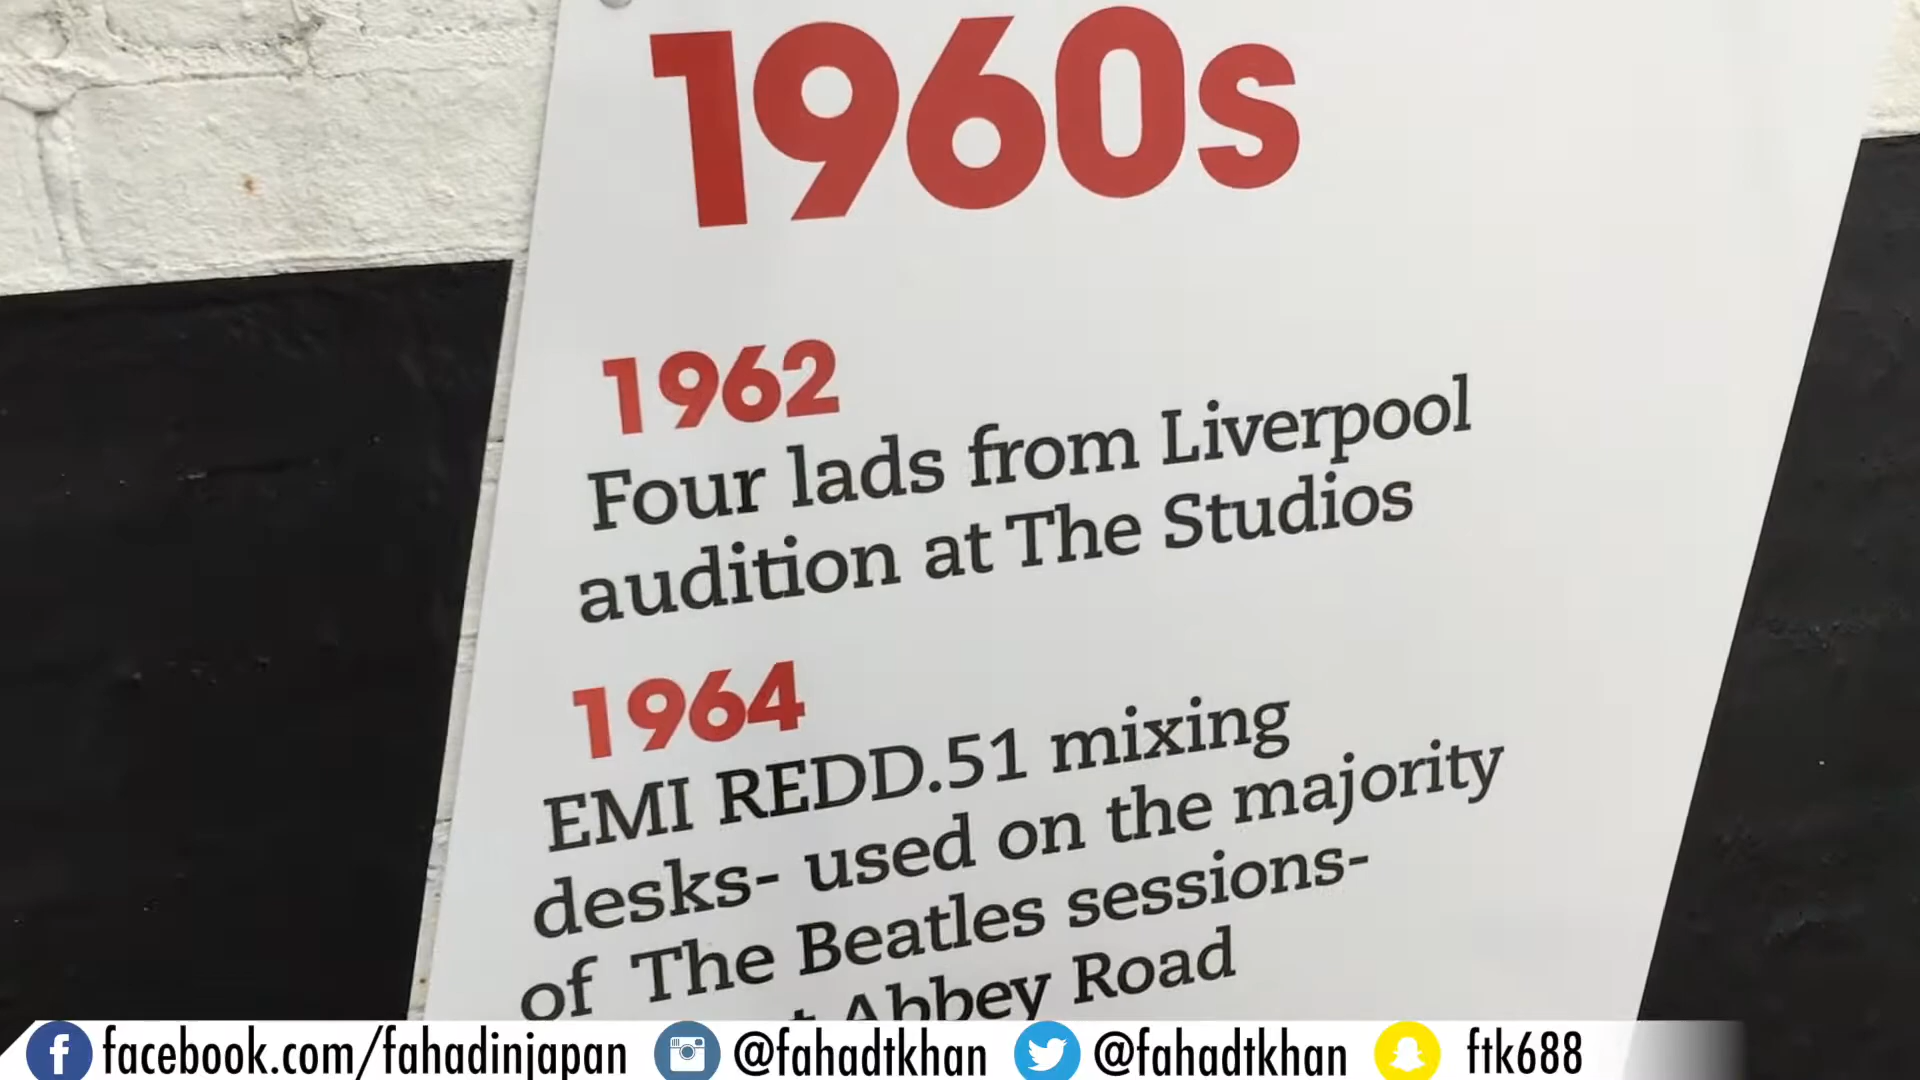 1960s
1962
Four lads from Liverpool
audition at The Studios
1964
EMI REDD.51 mixing
desks- used on the majority
of The Beatles sessions-
Abbey Road
facebook.com/fahadinjapan @fahadtkhan @fahadtkhan ftk688